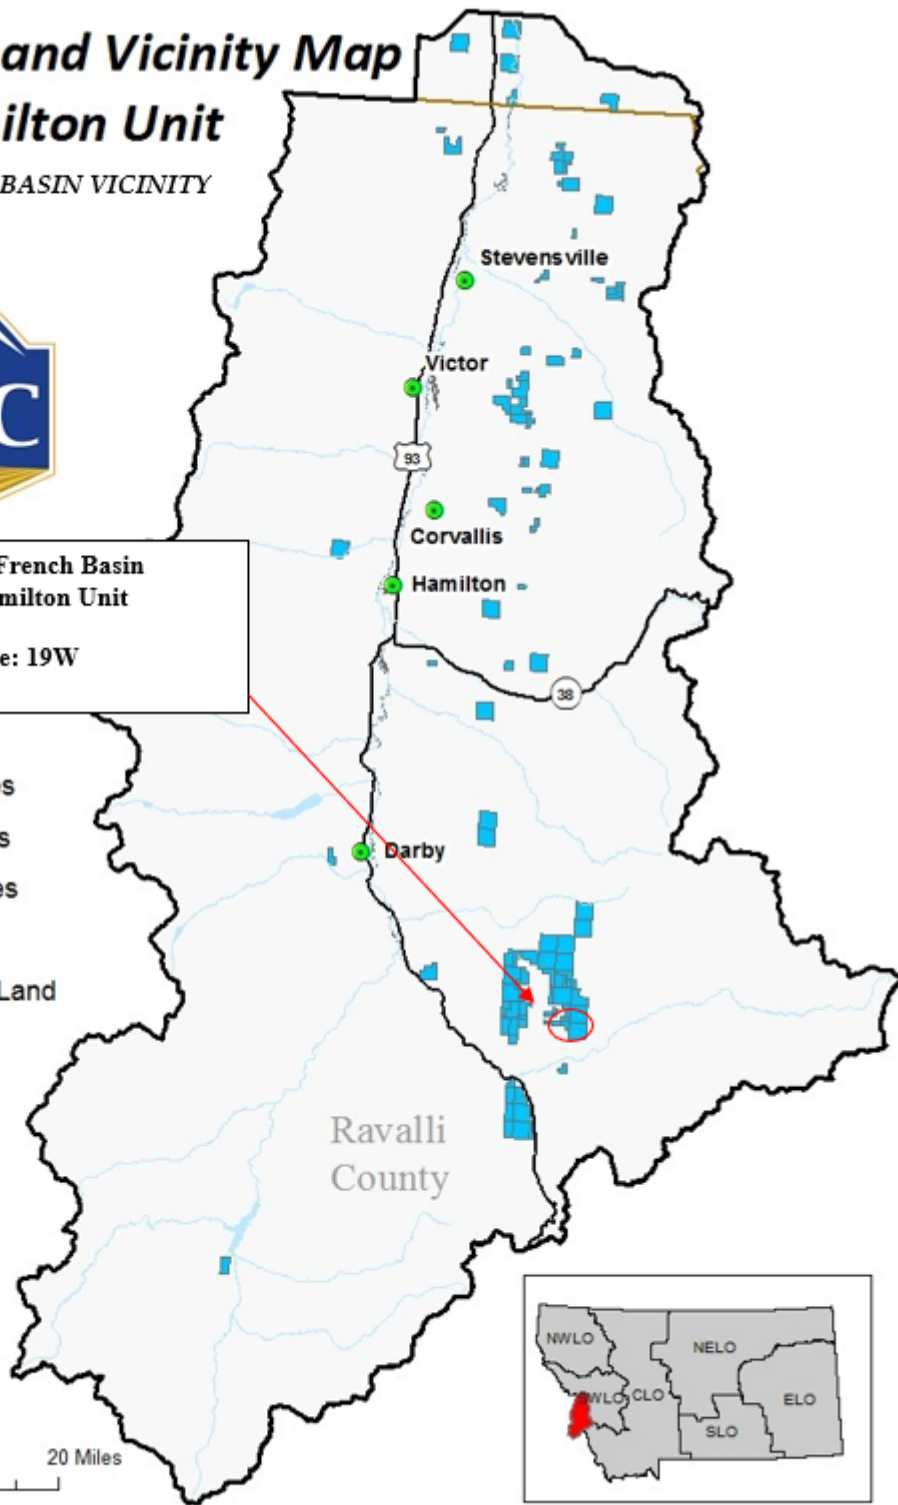 and Vicinity Map
ilton Unit
BASIN VICINITY
Stevensville
Victor
C
93
Corvallis
French Basin
milton Unit
e: 19W
Hamilton
38
s
s
es
Darby
Land
Ravalli
County
20 Miles
NWLO
NELO
SWLO
CLO
ELO
SLO